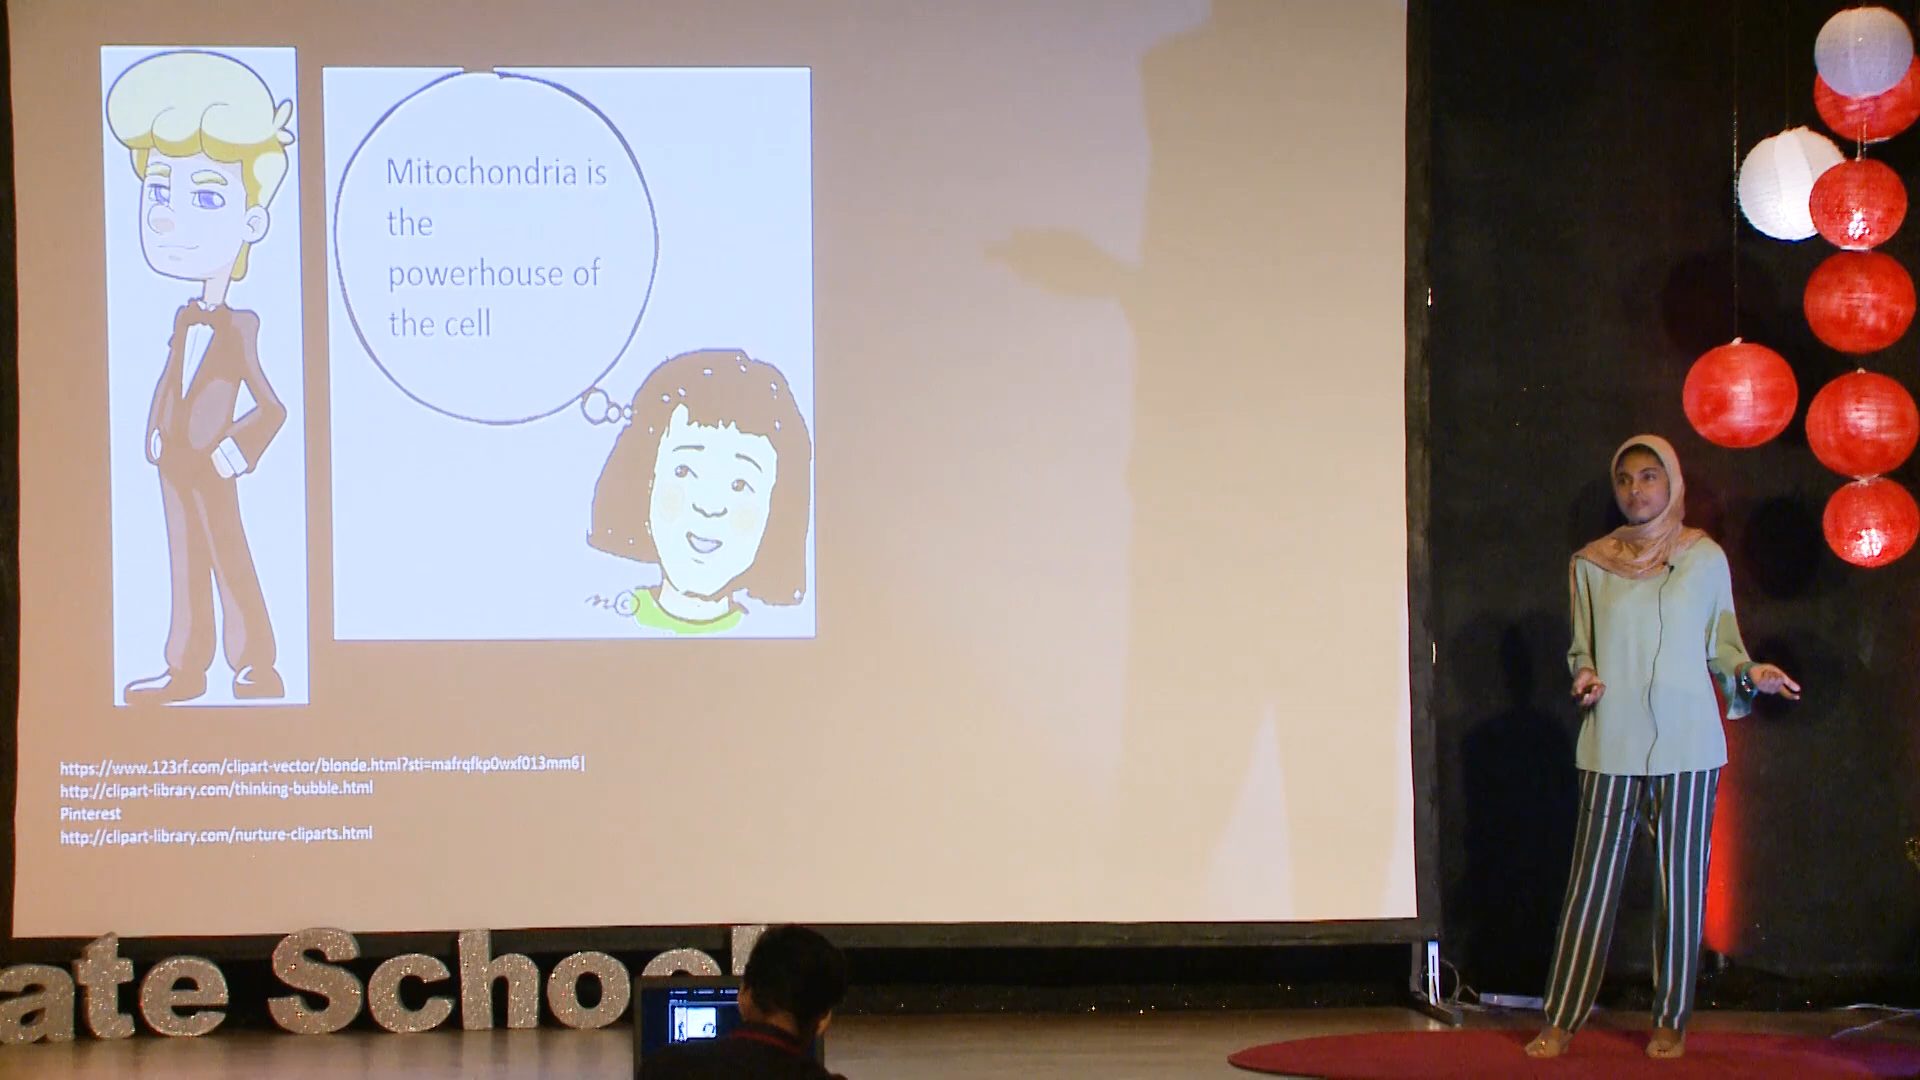 Mitochondria is
the
powerhouse of
the cell
https://www.123rf.com/clipart-vector/blonde.html?sti=mafrqfkp0wxf013mm6|
http://clipart-library.com/thinking-bubble.html
Pinterest
http://clipart-library.com/nurture-cliparts.html
ate School